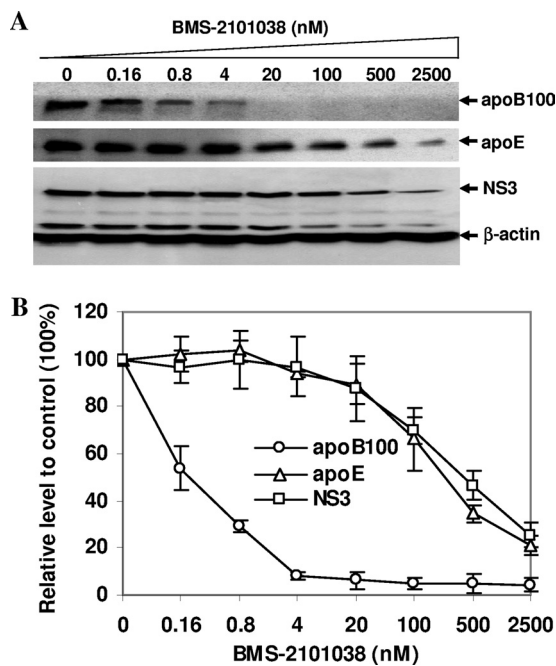 A
BMS-2101038 (nM)
0 0.16 0.8 4 20 100 500 2500
apoB100
apoE
NS3
β-actin
B
120
100
80
60
40
20
0
Relative level to control (100%)
apoB100
apoE
NS3
0 0.16 0.8 4 20 100 500 2500
BMS-2101038 (nM)